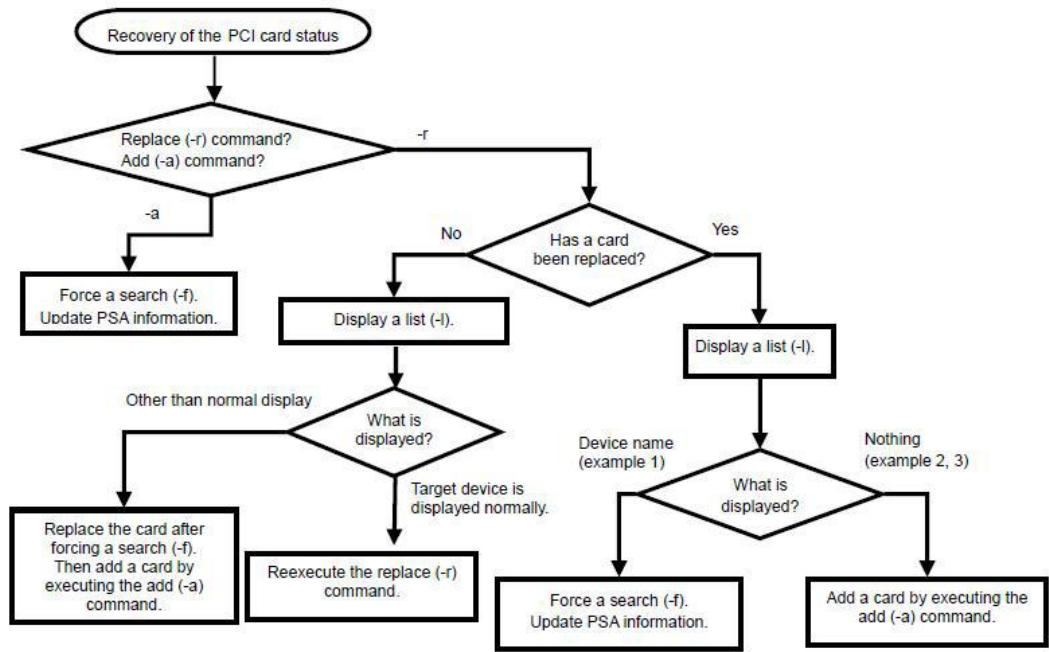 Recovery of the PCI card status
Replace (-r) command?
Add (-a) command?
-r
-a
Force a search (-f).
Update PSA information.
No
Has a card
been replaced?
Yes
Display a list (-l).
Display a list (-l).
Other than normal display
What is
displayed?
Target device is
displayed normally.
Replace the card after
forcing a search (-f).
Then add a card by
executing the add (-a)
command.
Reexecute the replace (-r)
command.
Device name
(example 1)
Nothing
(example 2, 3)
What is
displayed?
Force a search (-f).
Update PSA information.
Add a card by executing the
add (-a) command.